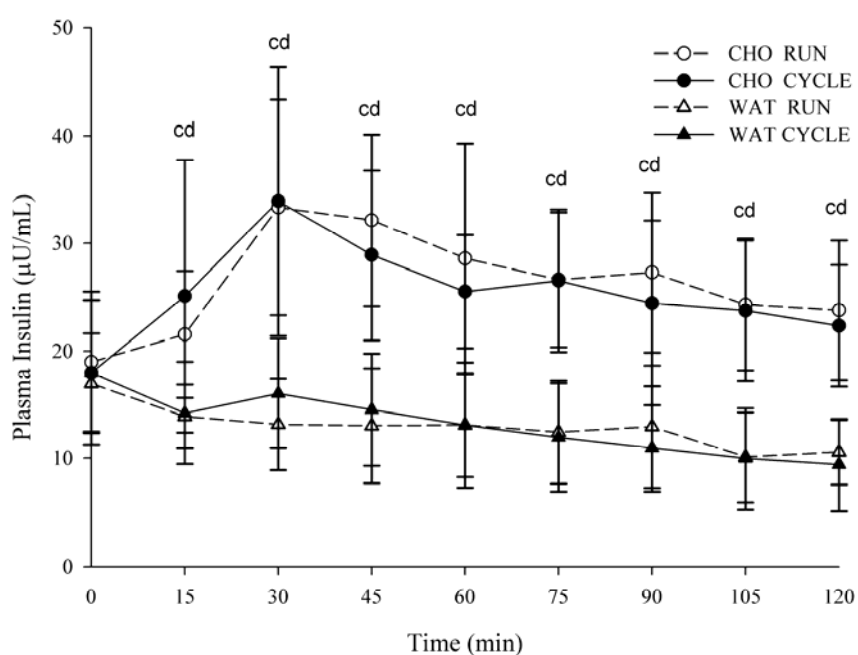 50
cd
CHO RUN
CHO CYCLE
WAT RUN
WAT CYCLE
40
cd
cd
cd
cd
cd
cd
cd
30
20
10
0
0 15 30 45 60 75 90 105 120
Plasma Insulin (µU/mL)
Time (min)